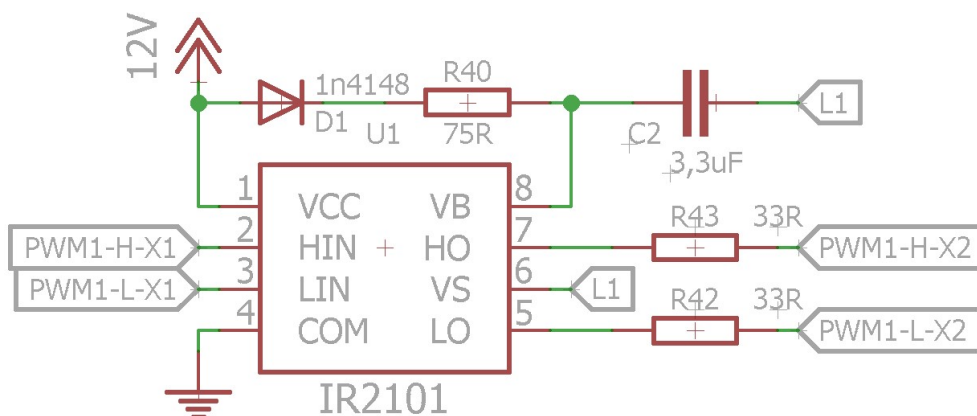 12V
1n4148
D1
U1
R40
75R
C2
3,3uF
L1
1 VCC VB 8
PWM1-H-X1 2 HIN HO 7 R43 33R PWM1-H-X2
PWM1-L-X1 3 LIN VS 6 L1
4 COM LO 5 R42 33R PWM1-L-X2
IR2101